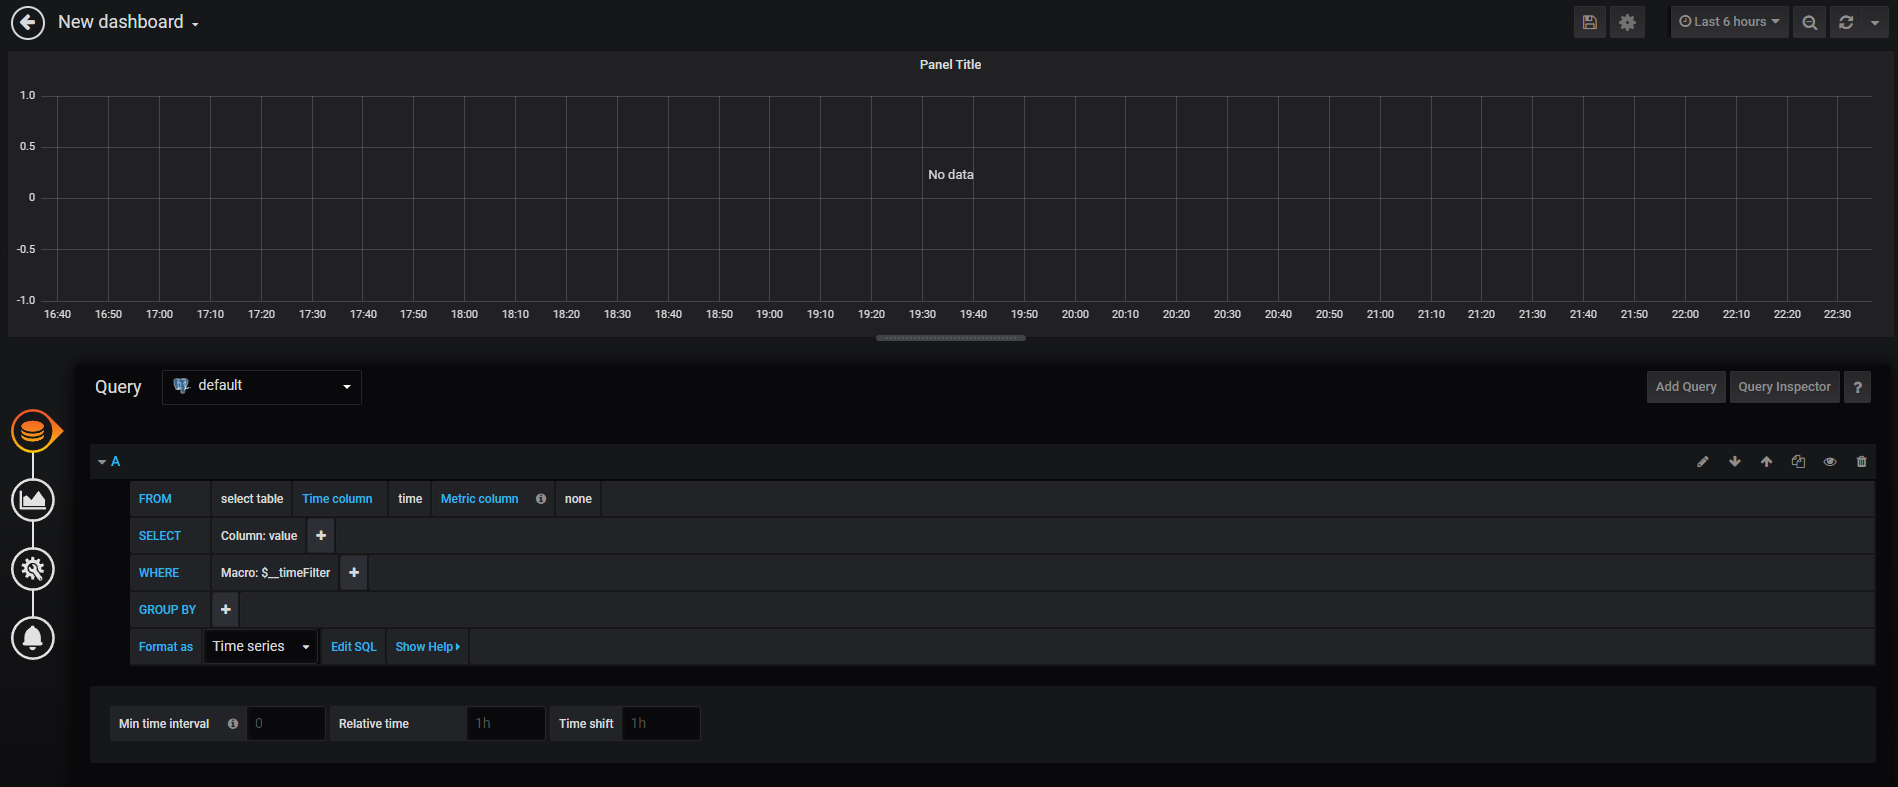 New dashboard
Last 6 hours
Panel Title
1.0
0.5
0
-0.5
-1.0
No data
16:40 16:50 17:00 17:10 17:20 17:30 17:40 17:50 18:00 18:10 18:20 18:30 18:40 18:50 19:00 19:10 19:20 19:30 19:40 19:50 20:00 20:10 20:20 20:30 20:40 20:50 21:00 21:10 21:20 21:30 21:40 21:50 22:00 22:10 22:20 22:30
Query default Add Query Query Inspector ?
A
FROM select table Time column time Metric column none
SELECT Column: value +
WHERE Macro: $__timeFilter +
GROUP BY +
Format as Time series Edit SQL Show Help
Min time interval 0 Relative time 1h Time shift 1h